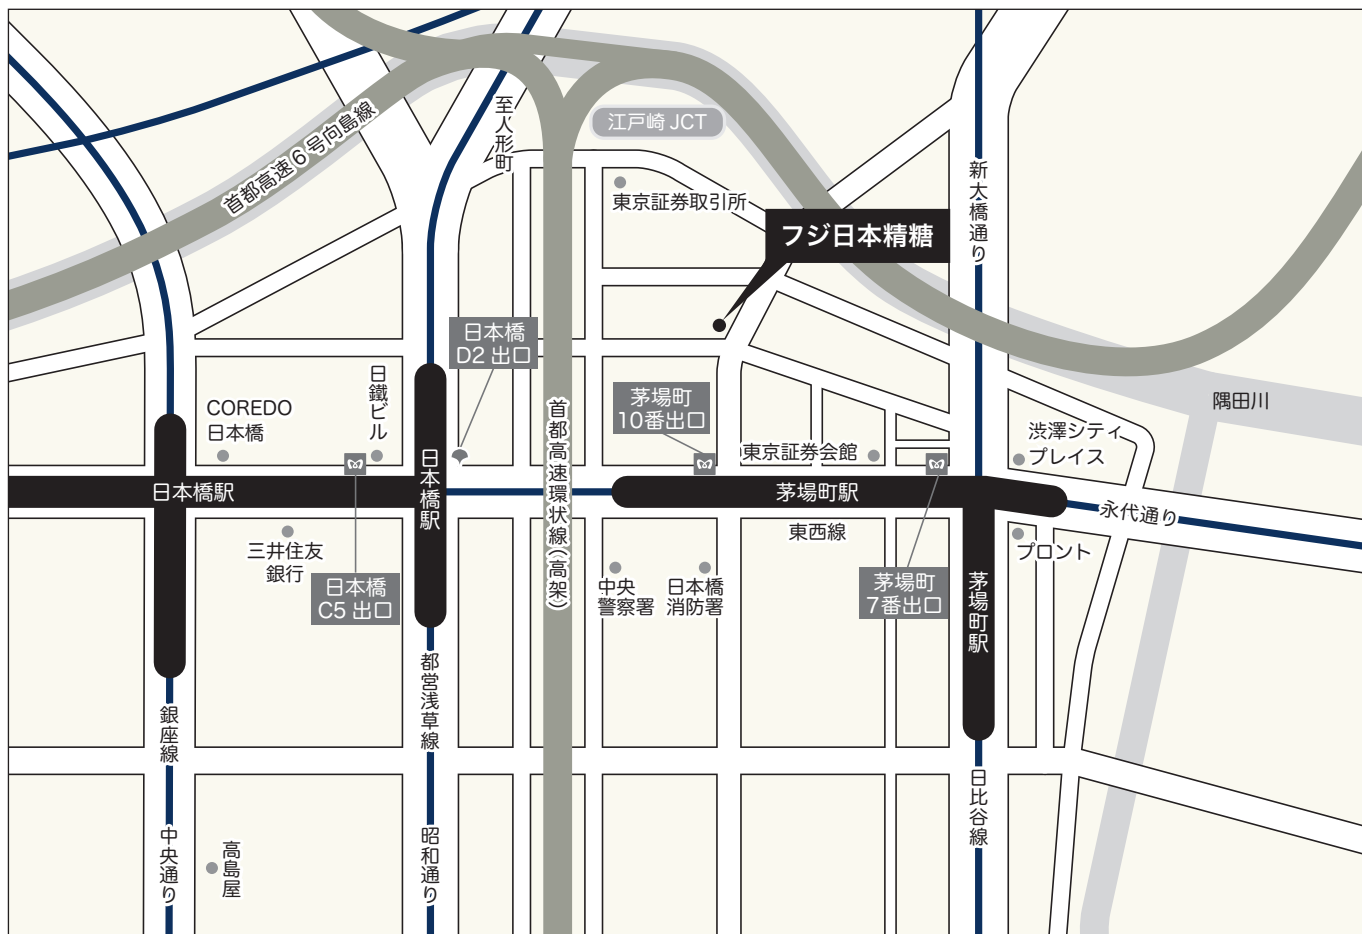 至人形町
首都高速6号向島線
江戸崎 JCT
東京証券取引所
新大橋通り
フジ日本精糖
日本橋
D2 出口
日鐵ビル
COREDO
日本橋
茅場町
10番出口
首都高速環状線(高架)
東京証券会館
渋澤シティ
プレイス
隅田川
日本橋駅
日本橋駅
茅場町駅
東西線
永代通り
プロント
三井住友
銀行
日本橋
C5 出口
中央
警察署
日本橋
消防署
茅場町
7番出口
茅場町駅
銀座線
都営浅草線
日比谷線
中央通り
高島屋
昭和通り